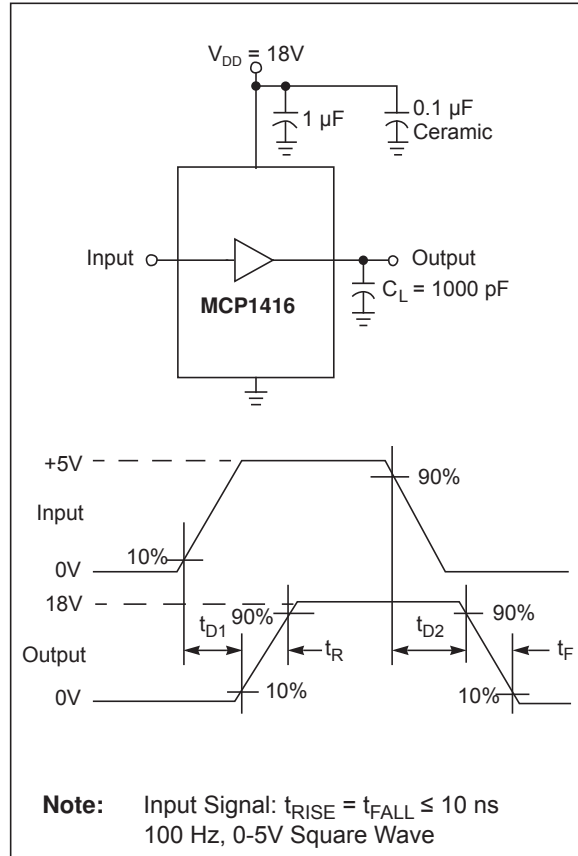 V_DD = 18V
1 µF
0.1 µF
Ceramic
Input
Output
C_L = 1000 pF
MCP1416
+5V
90%
Input
10%
0V
18V
90%
t_D1
t_R
t_D2
90%
t_F
Output
10%
10%
0V
Note: Input Signal: t_RISE = t_FALL ≤ 10 ns
100 Hz, 0-5V Square Wave